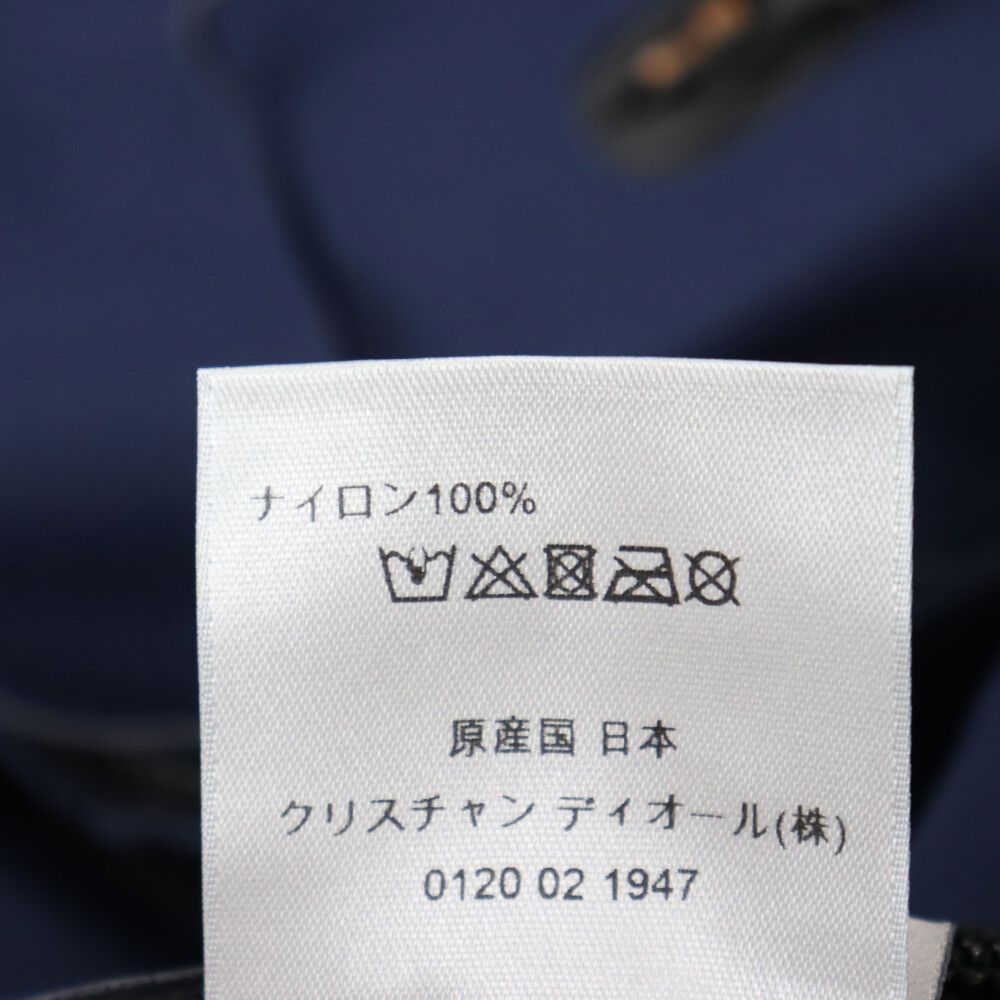 ナイロン100%
原産国 日本
クリスチャン ディオール(株)
0120 02 1947